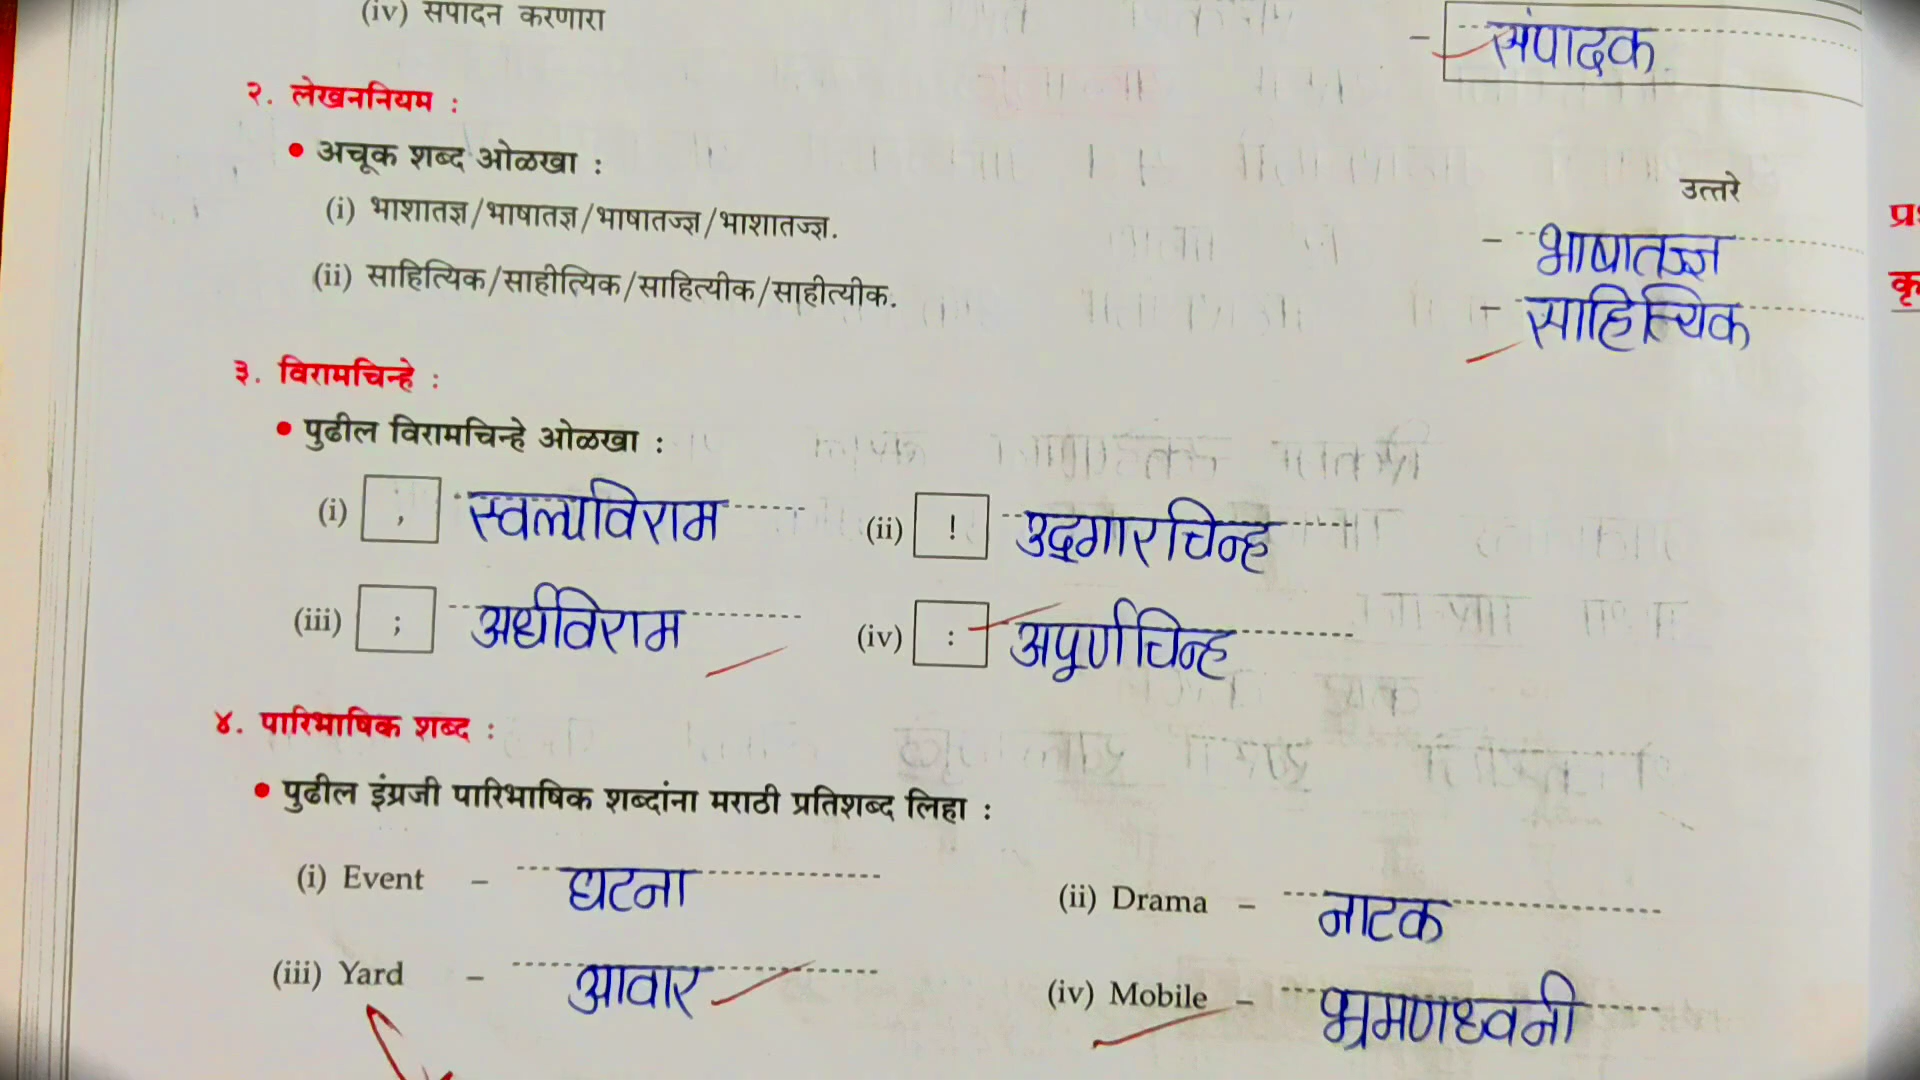 (iv) संपादन करणारा – संपादक
२. लेखननियम :
• अचूक शब्द ओळखा :
उत्तरे
(i) भाशातज्ञ/भाषातज्ञ/भाषातज्ज्ञ/भाशातज्ज्ञ. – भाषातज्ज्ञ
(ii) साहित्यिक/साहीत्यिक/साहित्यीक/साहीत्यीक. – साहित्यिक
३. विरामचिन्हे :
• पुढील विरामचिन्हे ओळखा :
(i) , स्वल्पविराम (ii) ! उद्गारचिन्ह
(iii) ; अर्धविराम (iv) : अपूर्णचिन्ह
४. पारिभाषिक शब्द :
• पुढील इंग्रजी पारिभाषिक शब्दांना मराठी प्रतिशब्द लिहा :
(i) Event – घटना (ii) Drama – नाटक
(iii) Yard – आवार (iv) Mobile – भ्रमणध्वनी